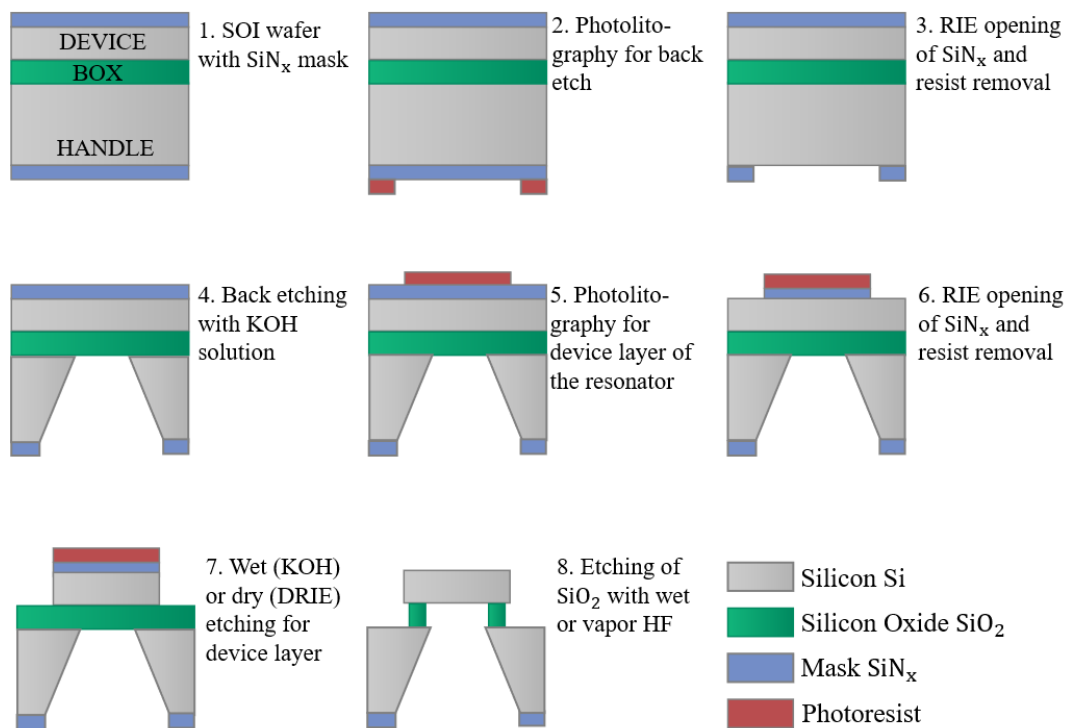 DEVICE
BOX
HANDLE
1. SOI wafer
with SiNₓ mask
2. Photolito-
graphy for back
etch
3. RIE opening
of SiNₓ and
resist removal
4. Back etching
with KOH
solution
5. Photolito-
graphy for
device layer of
the resonator
6. RIE opening
of SiNₓ and
resist removal
7. Wet (KOH)
or dry (DRIE)
etching for
device layer
8. Etching of
SiO₂ with wet
or vapor HF
Silicon Si
Silicon Oxide SiO₂
Mask SiNₓ
Photoresist